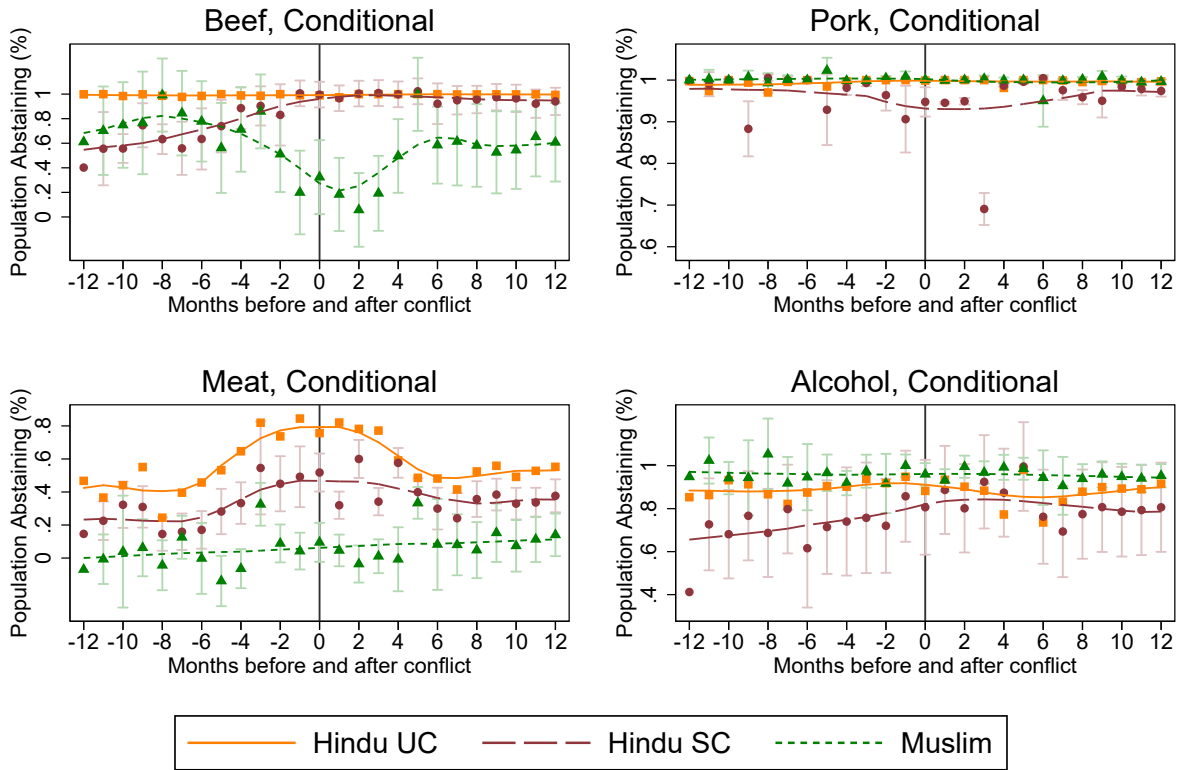 Beef, Conditional
Population Abstaining (%)
1
.8
.6
.4
.2
0
-12 -10 -8 -6 -4 -2 0 2 4 6 8 10 12
Months before and after conflict
Pork, Conditional
Population Abstaining (%)
1
.9
.8
.7
.6
-12 -10 -8 -6 -4 -2 0 2 4 6 8 10 12
Months before and after conflict
Meat, Conditional
Population Abstaining (%)
.8
.6
.4
.2
0
-12 -10 -8 -6 -4 -2 0 2 4 6 8 10 12
Months before and after conflict
Alcohol, Conditional
Population Abstaining (%)
1
.8
.6
.4
-12 -10 -8 -6 -4 -2 0 2 4 6 8 10 12
Months before and after conflict
Hindu UC Hindu SC Muslim